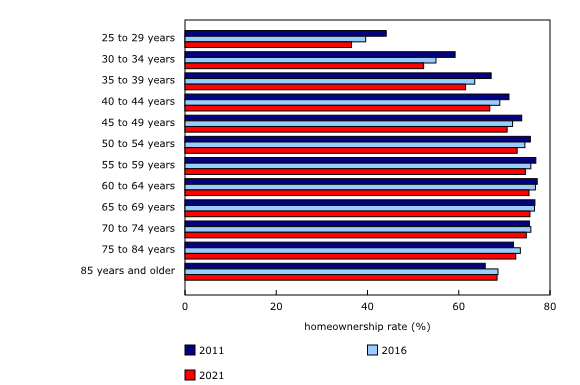 25 to 29 years
30 to 34 years
35 to 39 years
40 to 44 years
45 to 49 years
50 to 54 years
55 to 59 years
60 to 64 years
65 to 69 years
70 to 74 years
75 to 84 years
85 years and older
0 20 40 60 80
homeownership rate (%)
2011 2016
2021